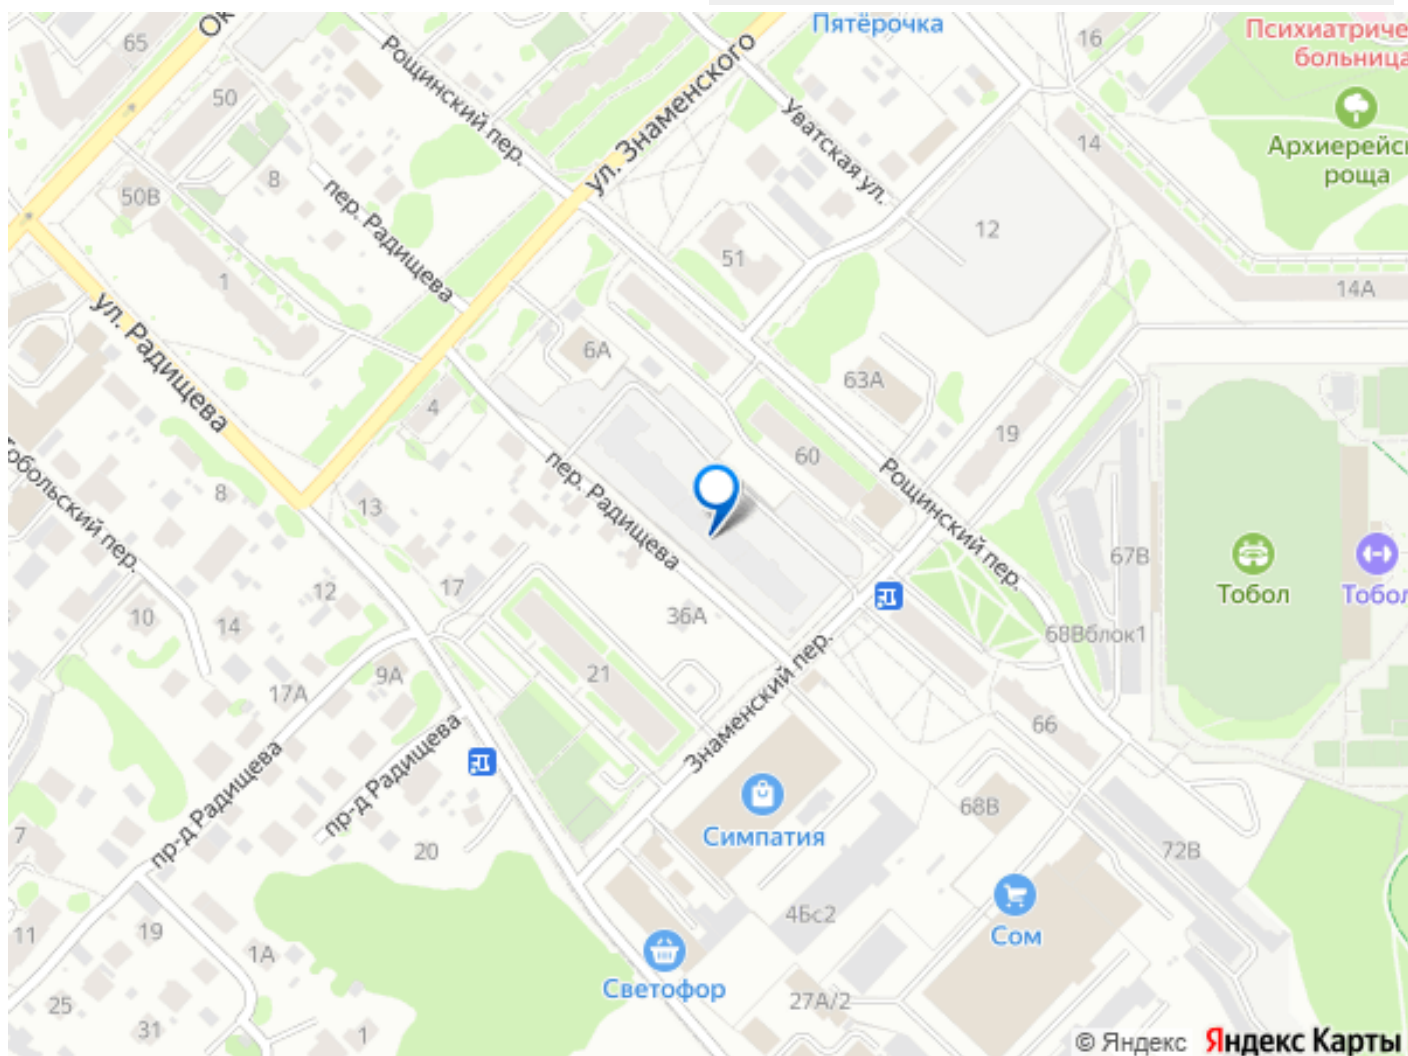 Пятёрочка
Психиатриче
больница
65
Ок
16
Рощинский пер.
ул. Знаменского
50
Уватская ул.
14
Архиерейск
роща
8
50В
пер. Радищева
12
51
1
14А
ул. Радищева
6А
63А
4
19
60
Рощинский пер.
пер. Радищева
Тобольский пер.
8
13
67В
12
17
Тобол
Тобол
10
14
36А
68Вблок1
9А
21
17А
Знаменский пер.
66
пр-д Радищева
пр-д Радищева
68В
7
Симпатия
20
72В
4Бс2
11
19
Сом
1А
Светофор
25
27А/2
31
1
© Яндекс Яндекс Карты